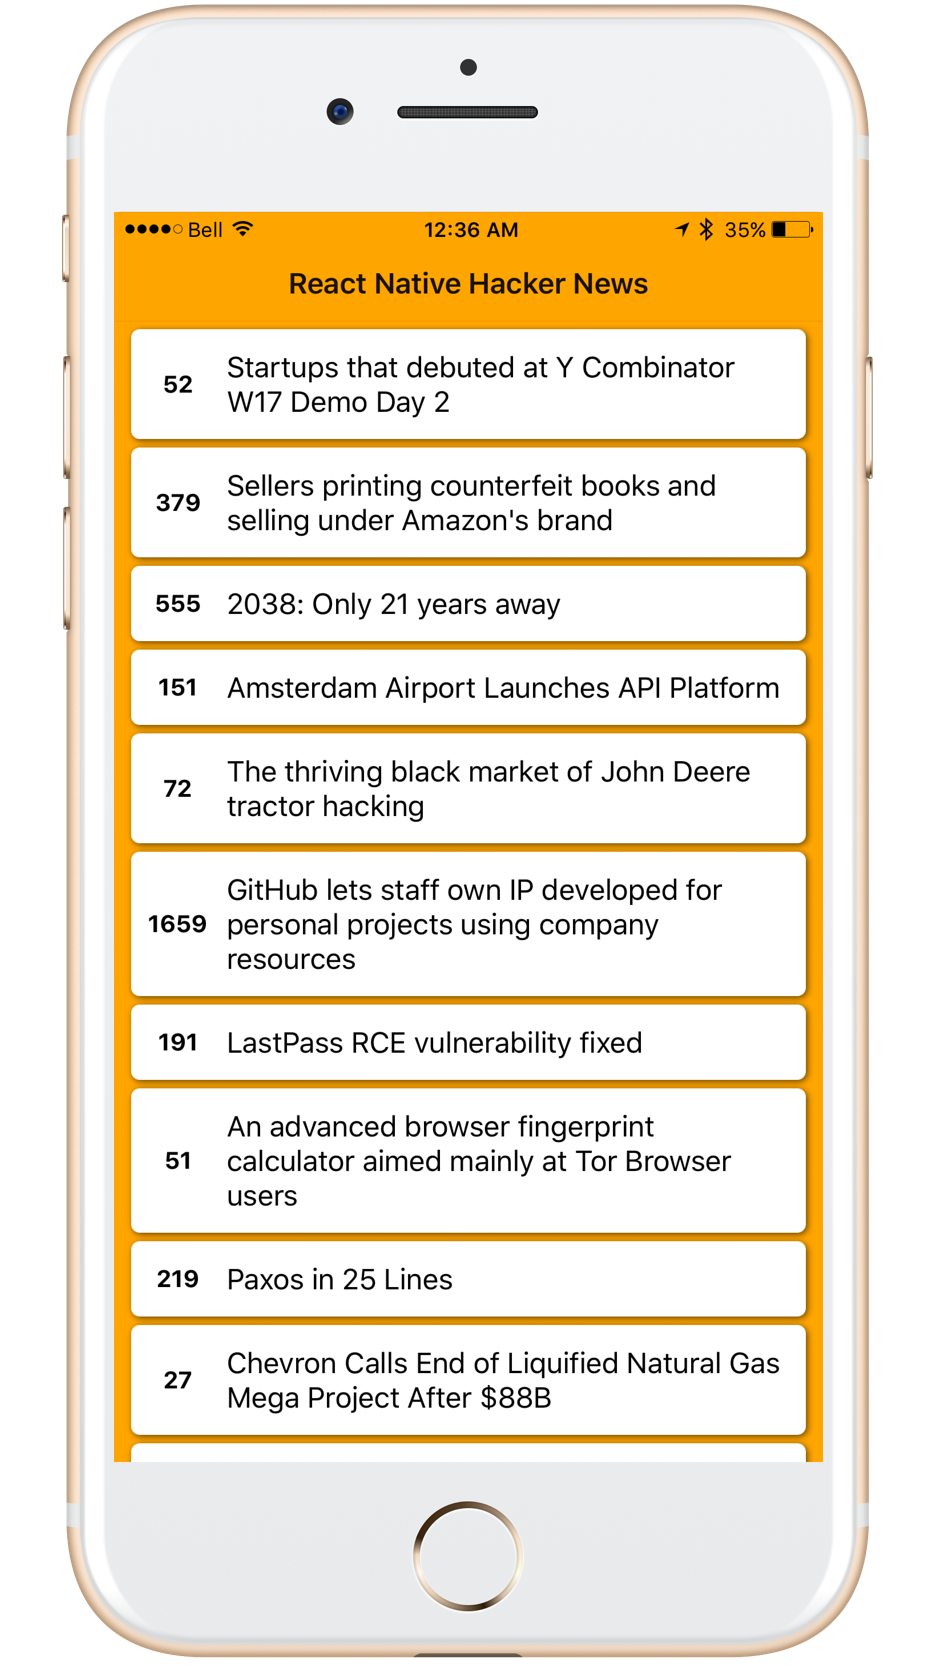 Bell 12:36 AM 35%
React Native Hacker News
Startups that debuted at Y Combinator
52
W17 Demo Day 2
Sellers printing counterfeit books and
379
selling under Amazon's brand
555 2038: Only 21 years away
151 Amsterdam Airport Launches API Platform
The thriving black market of John Deere
72
tractor hacking
GitHub lets staff own IP developed for
1659 personal projects using company
resources
191 LastPass RCE vulnerability fixed
An advanced browser fingerprint
51 calculator aimed mainly at Tor Browser
users
219 Paxos in 25 Lines
Chevron Calls End of Liquified Natural Gas
27
Mega Project After $88B